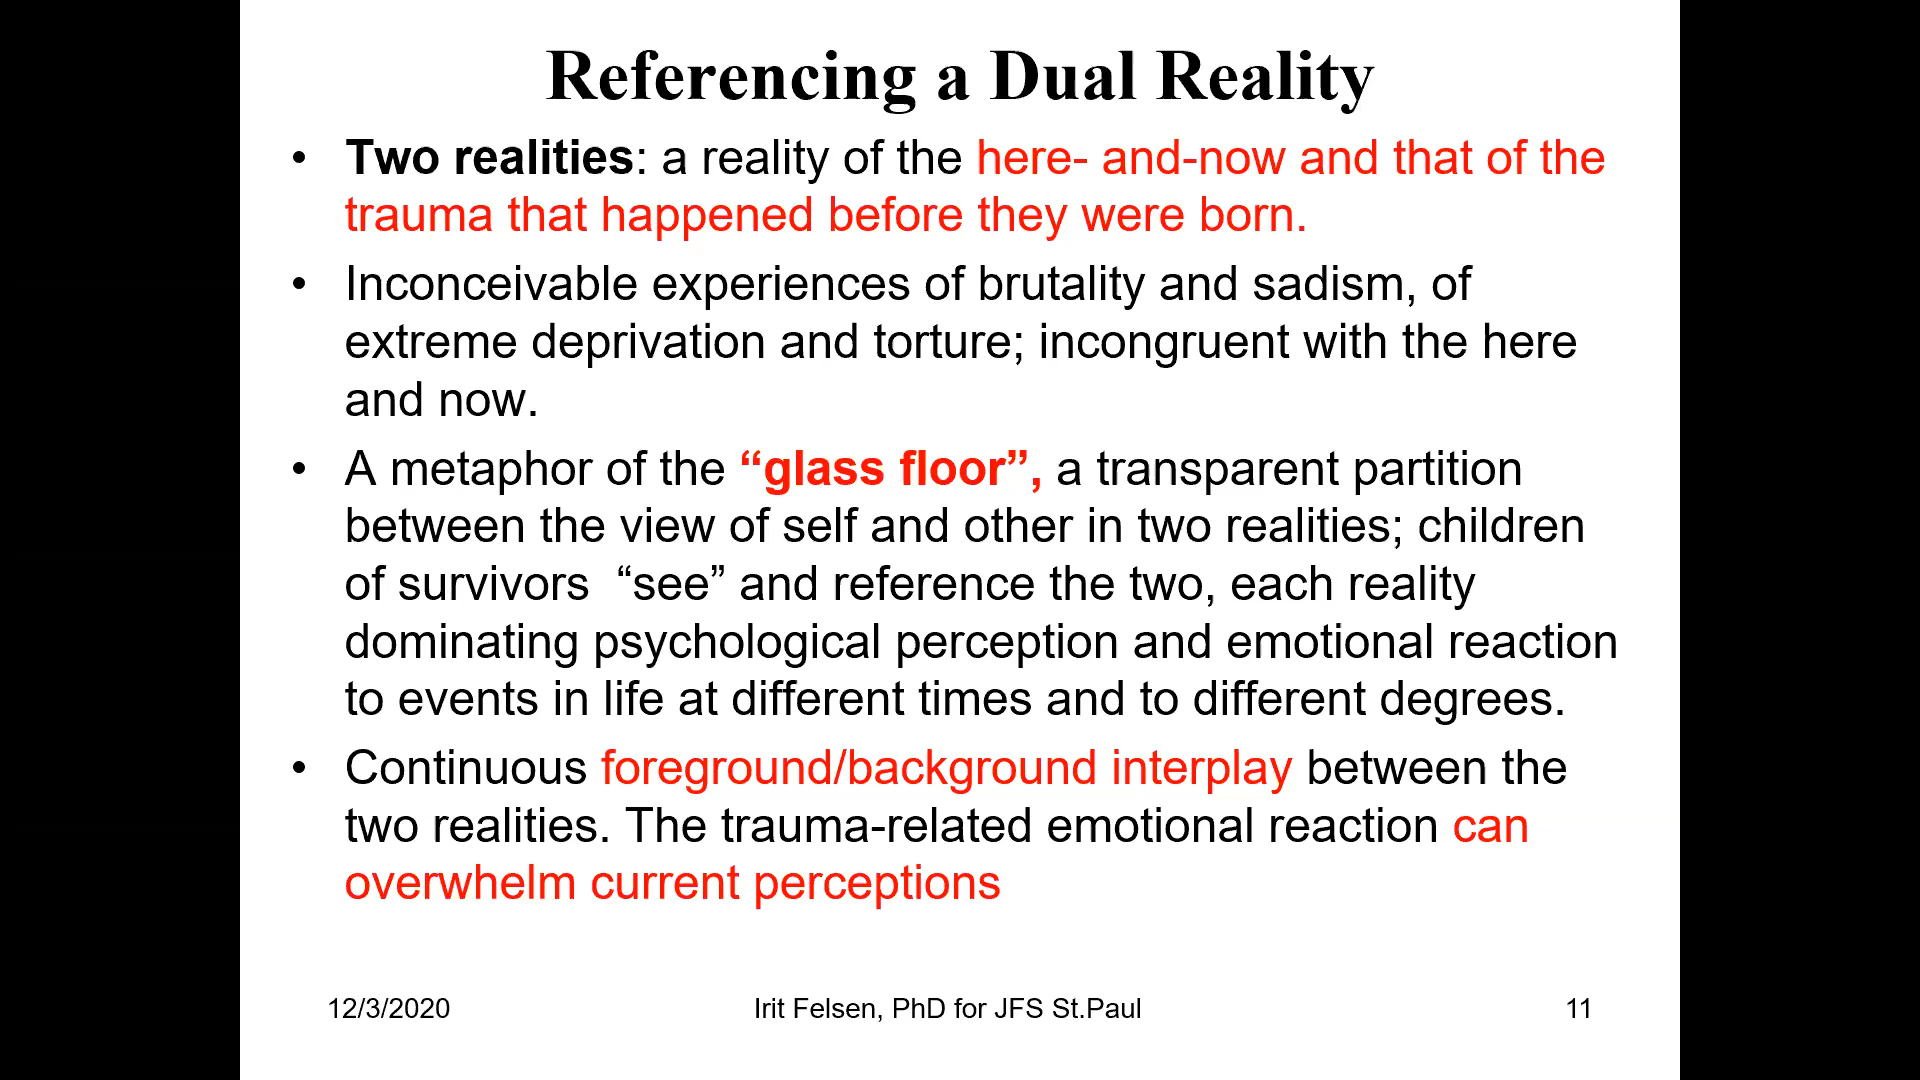 Referencing a Dual Reality
• Two realities: a reality of the here- and-now and that of the
trauma that happened before they were born.
• Inconceivable experiences of brutality and sadism, of
extreme deprivation and torture; incongruent with the here
and now.
• A metaphor of the “glass floor”, a transparent partition
between the view of self and other in two realities; children
of survivors  “see” and reference the two, each reality
dominating psychological perception and emotional reaction
to events in life at different times and to different degrees.
• Continuous foreground/background interplay between the
two realities. The trauma-related emotional reaction can
overwhelm current perceptions
12/3/2020 Irit Felsen, PhD for JFS St.Paul 11